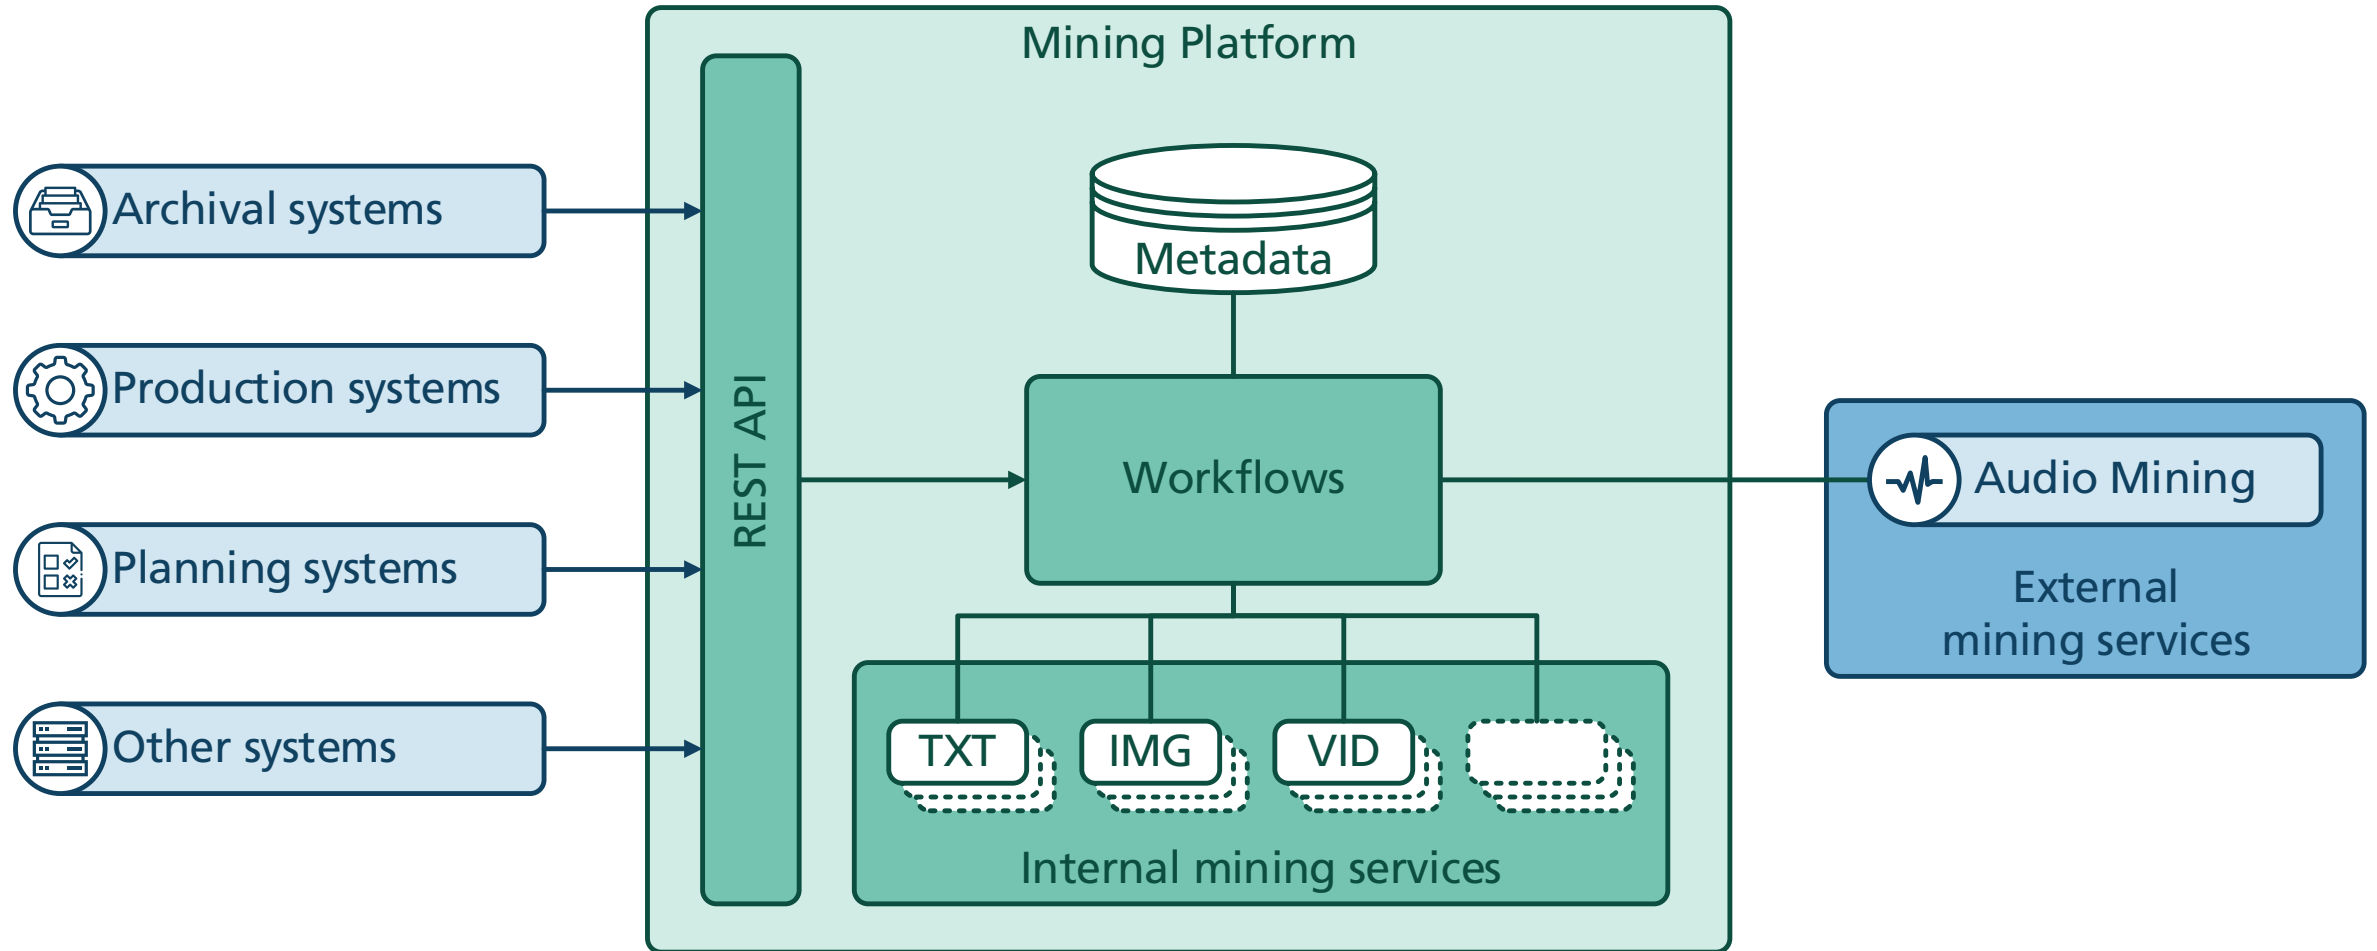 Mining Platform
Archival systems
Production systems
Planning systems
Other systems
REST API
Metadata
Workflows
TXT
IMG
VID
Internal mining services
Audio Mining
External
mining services